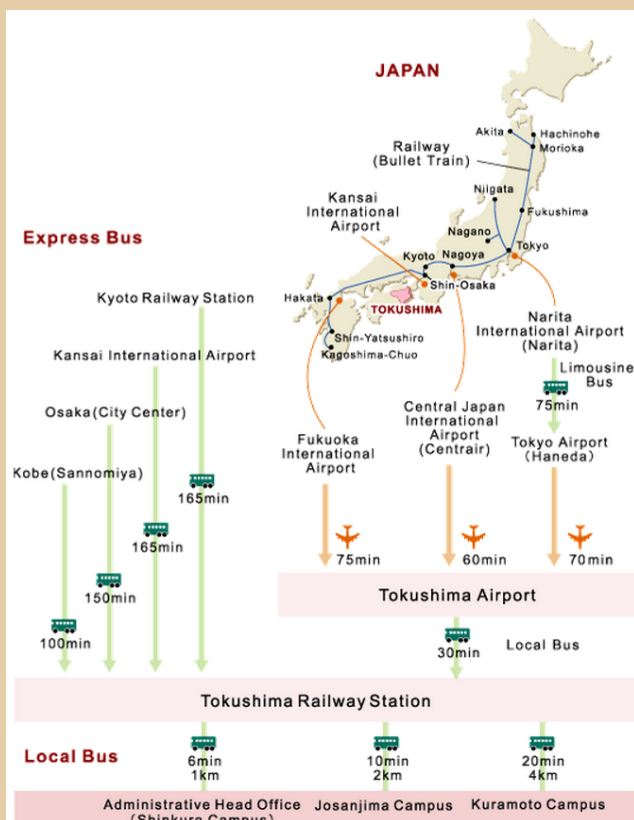 JAPAN
Akita
Hachinohe
Morioka
Railway
(Bullet Train)
Niigata
Kansai
International
Airport
Fukushima
Nagano
Express Bus
Tokyo
Kyoto
Nagoya
Shin-Osaka
Kyoto Railway Station
Hakata
TOKUSHIMA
Narita
International Airport
(Narita)
Shin-Yatsushiro
Kagoshima-Chuo
Kansai International Airport
Limousine
Bus
75min
Osaka(City Center)
Central Japan
International
Airport
(Centrair)
Fukuoka
International
Airport
Tokyo Airport
(Haneda)
Kobe(Sannomiya)
165min
165min
150min
100min
75min
60min
70min
Tokushima Airport
30min
Local Bus
Tokushima Railway Station
Local Bus
6min
1km
10min
2km
20min
4km
Administrative Head Office
(Shinkura Campus)
Josanjima Campus
Kuramoto Campus